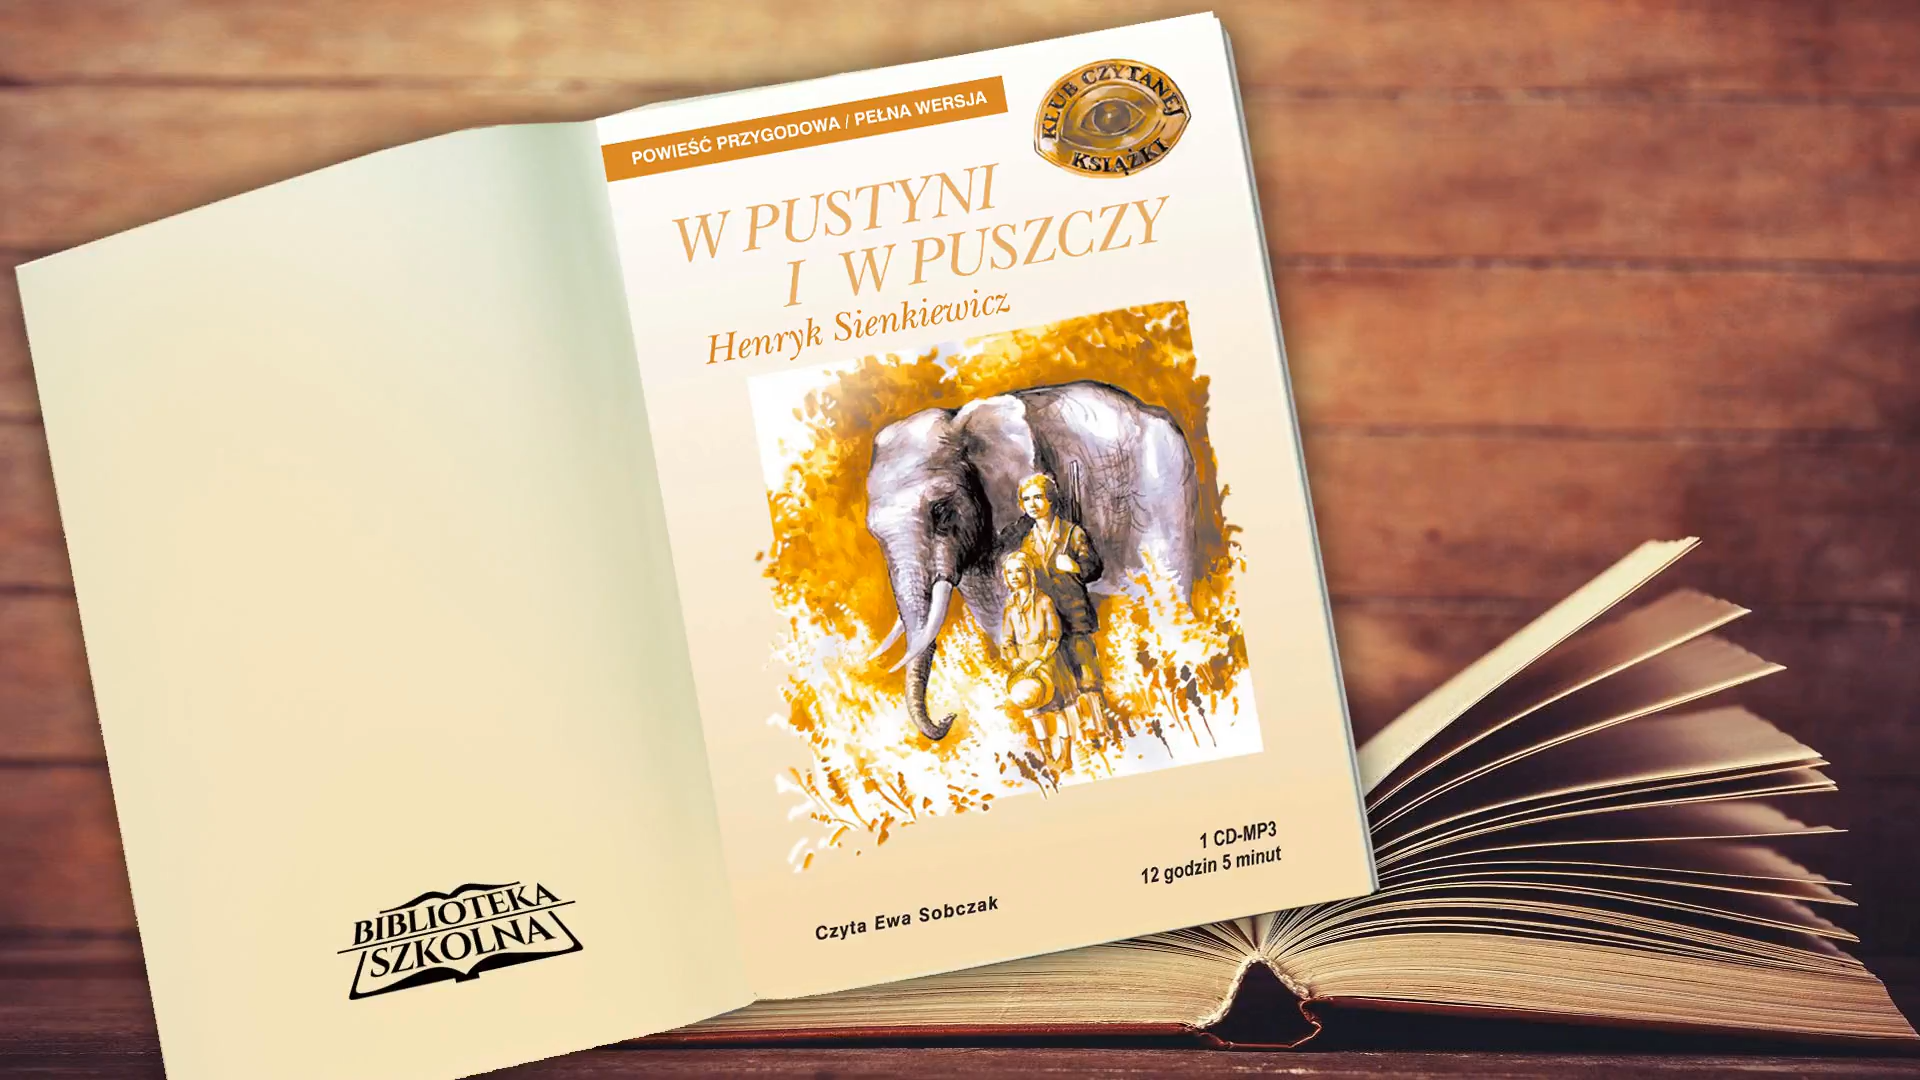 POWIEŚĆ PRZYGODOWA / PEŁNA WERSJA
KLUB CZYTANEJ
KSIĄŻKI
W PUSTYNI
I W PUSZCZY
Henryk Sienkiewicz
1 CD-MP3
12 godzin 5 minut
Czyta Ewa Sobczak
BIBLIOTEKA
SZKOLNA